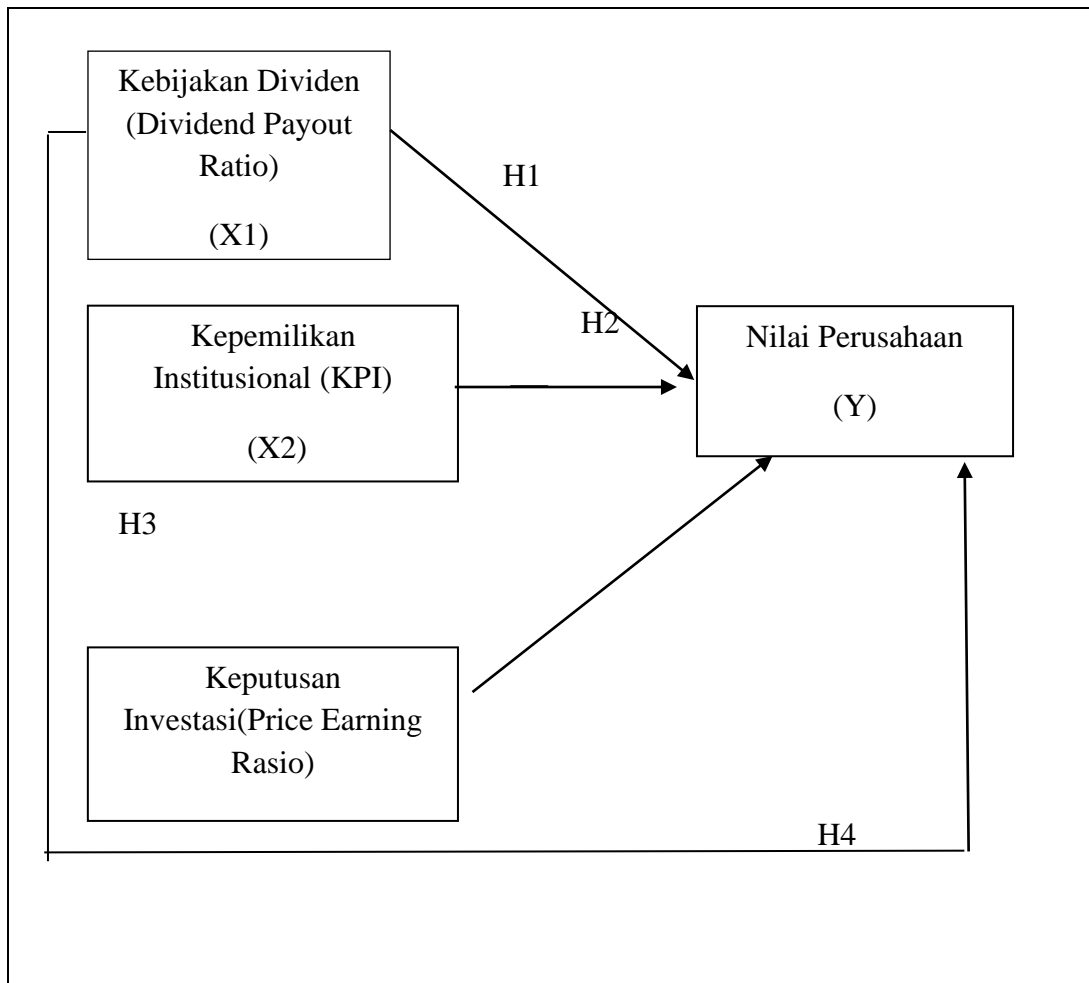 Kebijakan Dividen
(Dividend Payout
Ratio)
(X1)
H1
H2
Kepemilikan
Institusional (KPI)
(X2)
Nilai Perusahaan
(Y)
H3
Keputusan
Investasi(Price Earning
Rasio)
H4